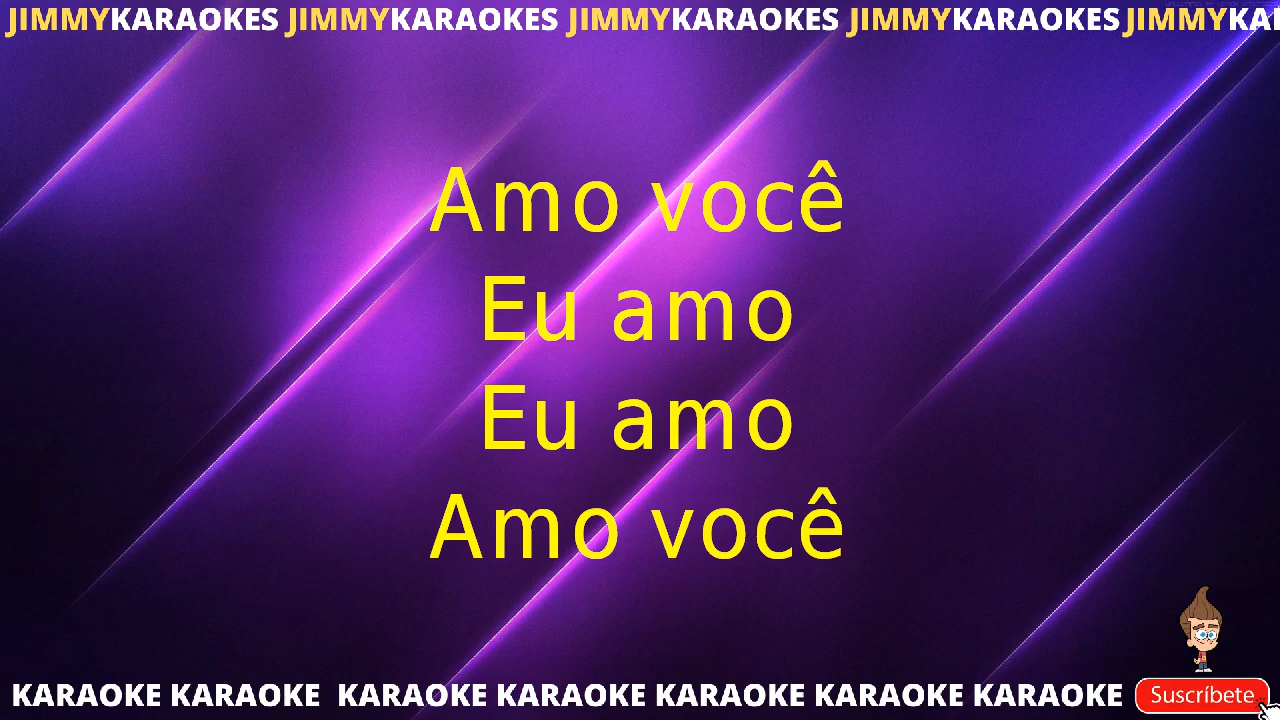 JIMMYKARAOKES JIMMYKARAOKES JIMMYKARAOKES JIMMYKARAOKES JIMMYKA
Amo você
Eu amo
Eu amo
Amo você
KARAOKE KARAOKE KARAOKE KARAOKE KARAOKE KARAOKE KARAOKE
Suscríbete